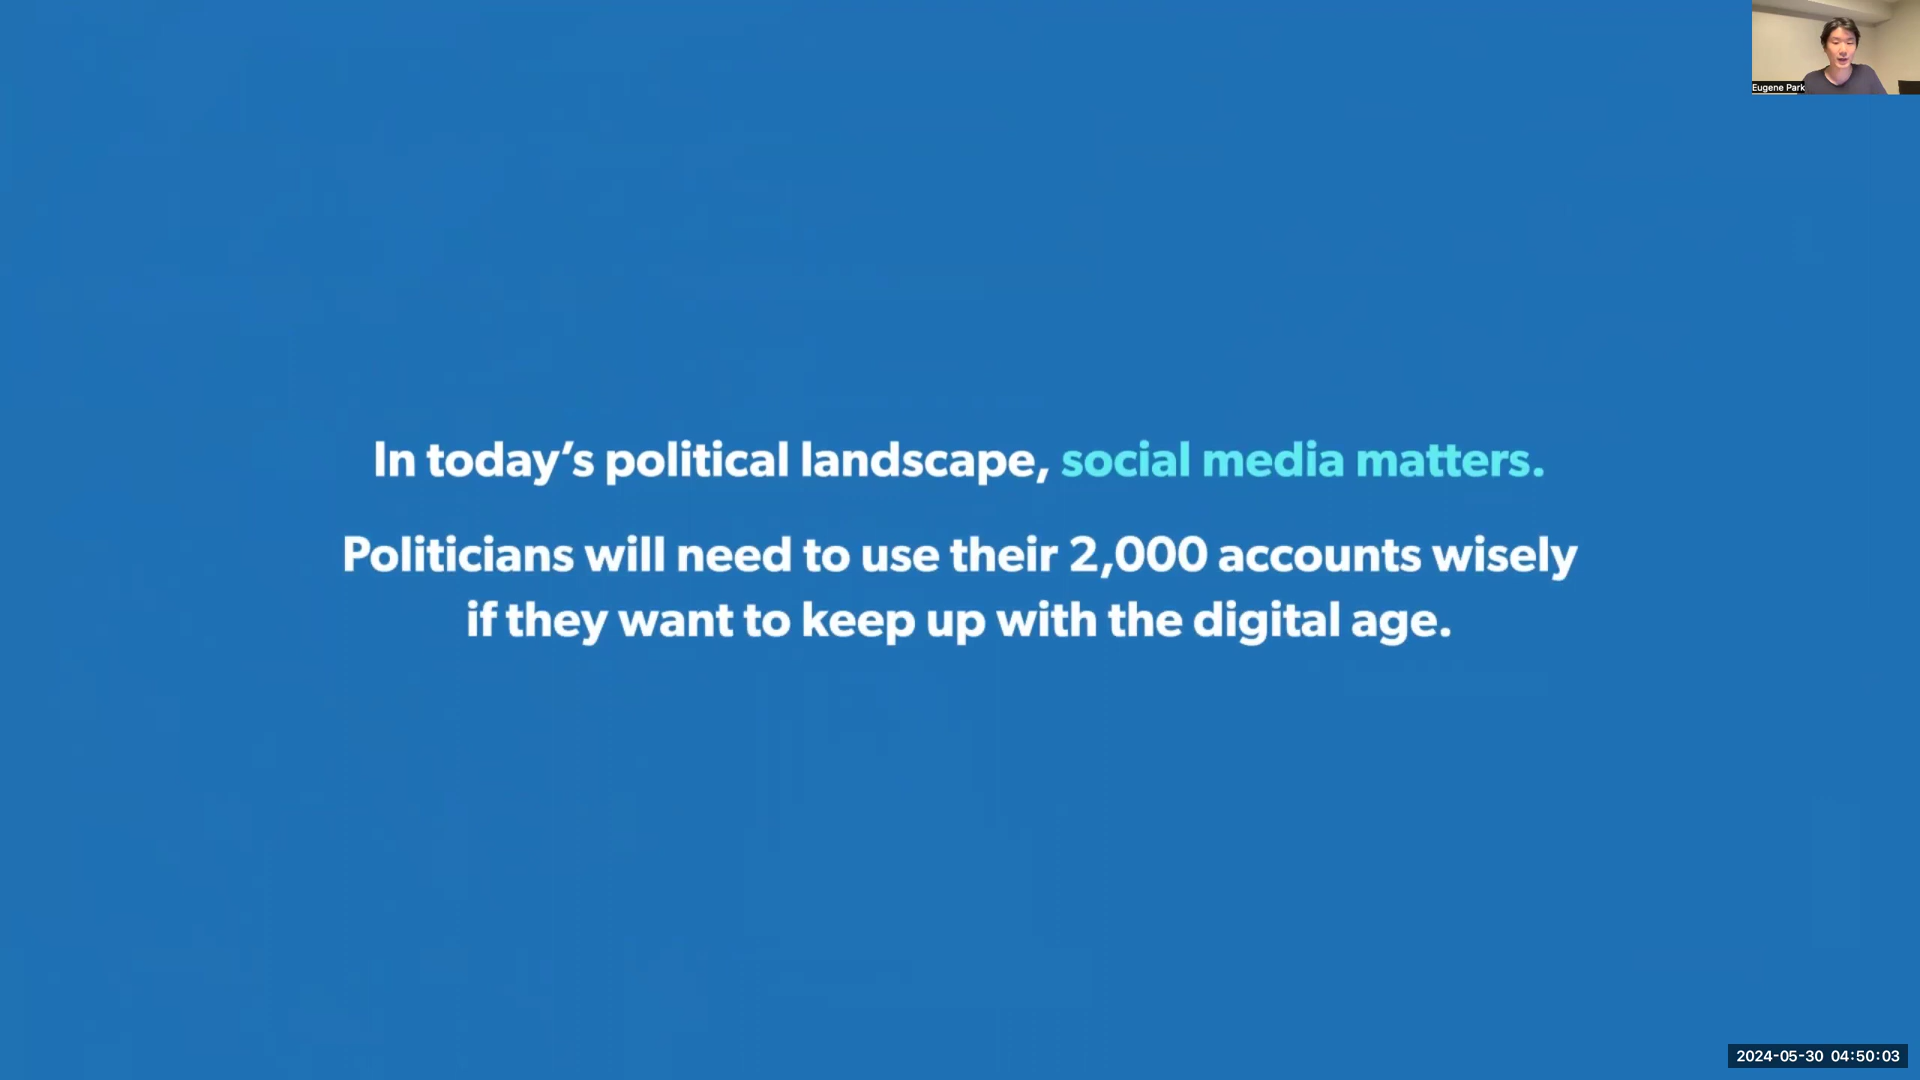 Eugene Park
In today’s political landscape, social media matters.
Politicians will need to use their 2,000 accounts wisely
if they want to keep up with the digital age.
2024-05-30 04:50:03